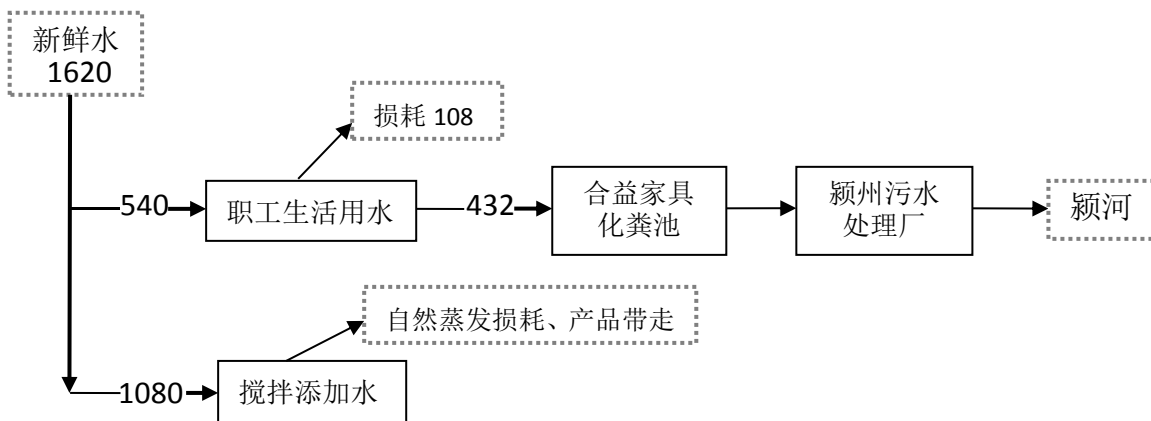 新鲜水
1620
损耗 108
540
职工生活用水
432
合益家具
化粪池
颍州污水
处理厂
颍河
自然蒸发损耗、产品带走
1080
搅拌添加水